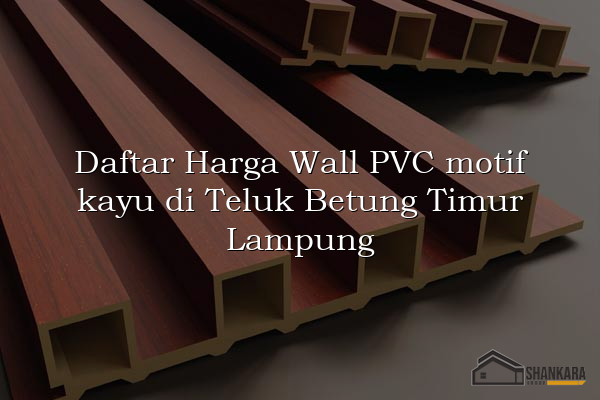 Daftar Harga Wall PVC motif
kayu di Teluk Betung Timur
Lampung
SHANKARA